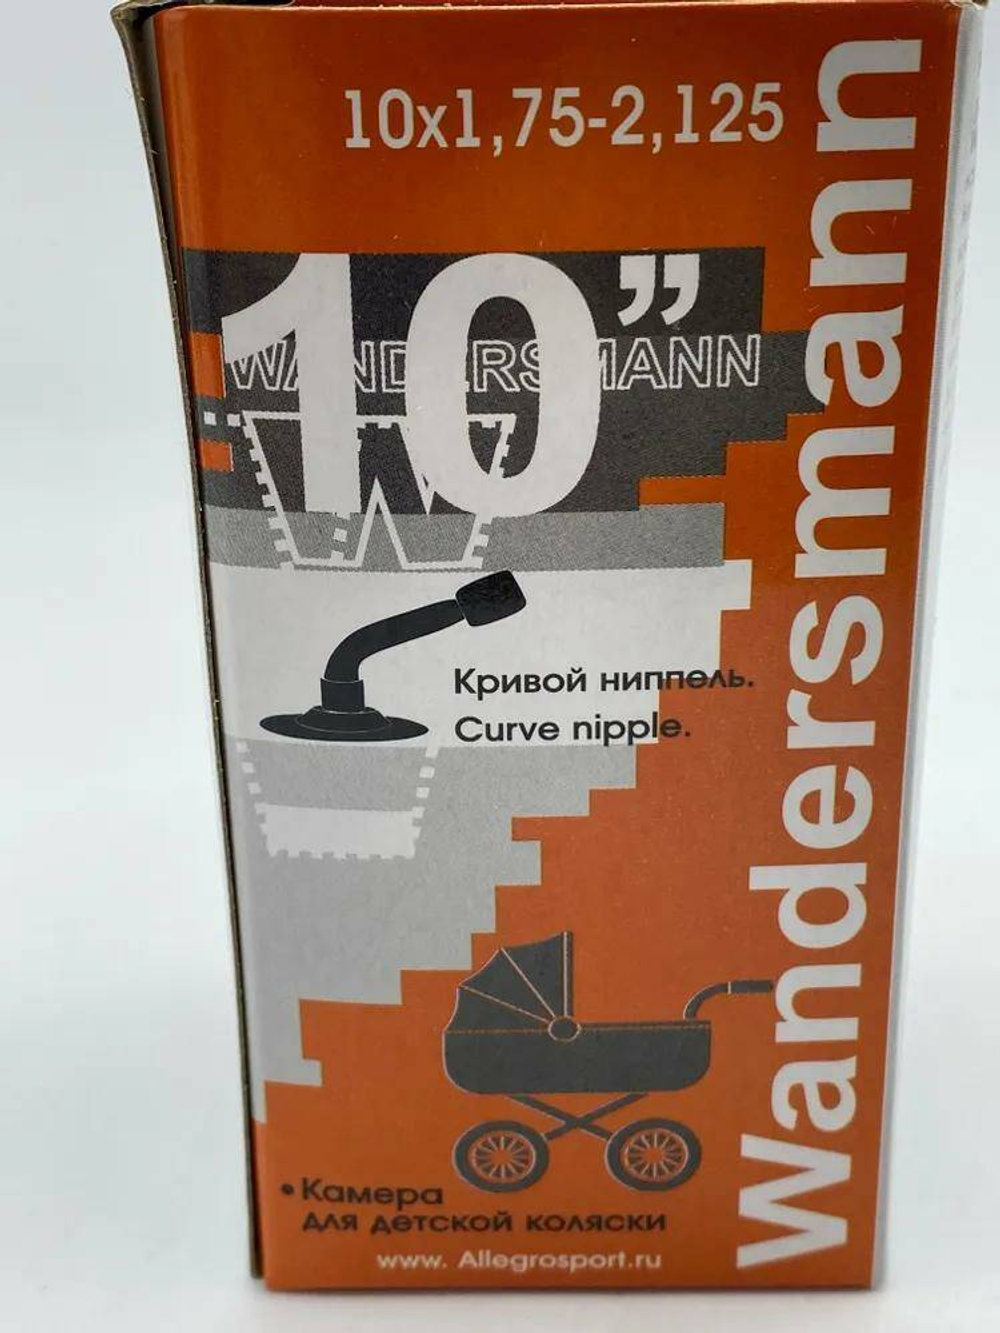 10x1,75-2,125
10”
WANDERSMANN
Кривой ниппель.
Curve nipple.
• Камера
для детской коляски
www. Allegrosport.ru
Wandersmann